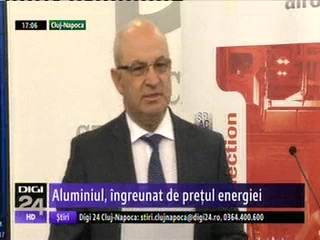 17:06 Cluj-Napoca
DIGI
24
HD
Aluminiul, îngreunat de prețul energiei
Știri
Digi 24 Cluj-Napoca: stiri.clujnapoca@digi24.ro, 0364.400.600